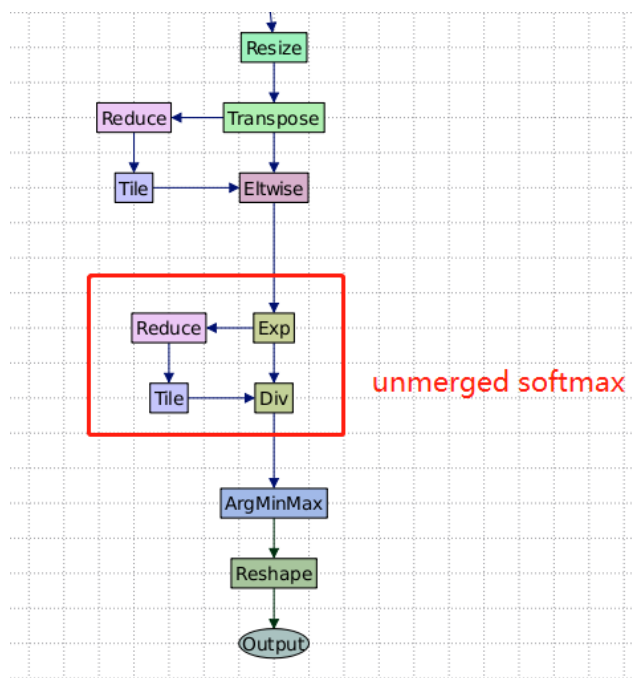 Resize
Reduce
Transpose
Tile
Eltwise
Reduce
Exp
unmerged softmax
Tile
Div
ArgMinMax
Reshape
Output